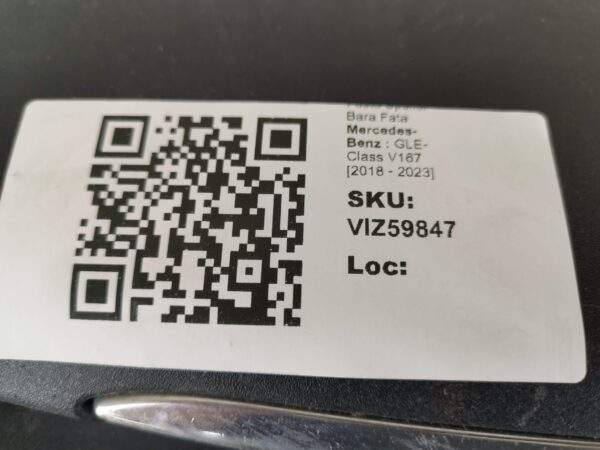 Bara Fata
Mercedes-
Benz : GLE-
Class V167
[2018 - 2023]
SKU:
VIZ59847
Loc: